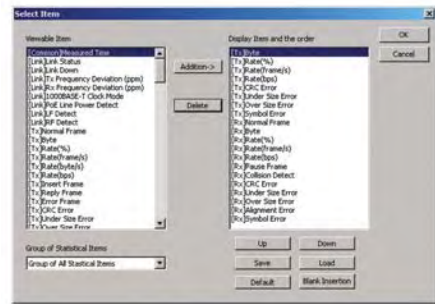 Select Item
Viewable Item
[Common]Measured Time
[Link]Link Status
[Link]Link Down
[Link]Tx Frequency Deviation (ppm)
[Link]Rx Frequency Deviation (ppm)
[Link]1000BASE-T Clock Mode
[Link]PoE Line Power Detect
[Link]LF Detect
[Link]RF Detect
[Tx]Normal Frame
[Tx]Byte
[Tx]Rate(%)
[Tx]Rate(frame/s)
[Tx]Rate(byte/s)
[Tx]Rate(bps)
[Tx]Insert Frame
[Tx]Reply Frame
[Tx]Error Frame
[Tx]CRC Error
[Tx]Under Size Error
[Tx]Over Size Error
Group of Statistical Items
Group of All Stastical Items
Addition->
Delete
Display Item and the order
[Tx]Byte
[Tx]Rate(%)
[Tx]Rate(frame/s)
[Tx]Rate(bps)
[Tx]CRC Error
[Tx]Under Size Error
[Tx]Over Size Error
[Tx]Symbol Error
[Rx]Normal Frame
[Rx]Byte
[Rx]Rate(%)
[Rx]Rate(frame/s)
[Rx]Rate(bps)
[Rx]Pause Frame
[Rx]Collision Detect
[Rx]CRC Error
[Rx]Under Size Error
[Rx]Over Size Error
[Rx]Alignment Error
[Rx]Symbol Error
Up
Down
Save
Load
Default
Blank Insertion
OK
Cancel